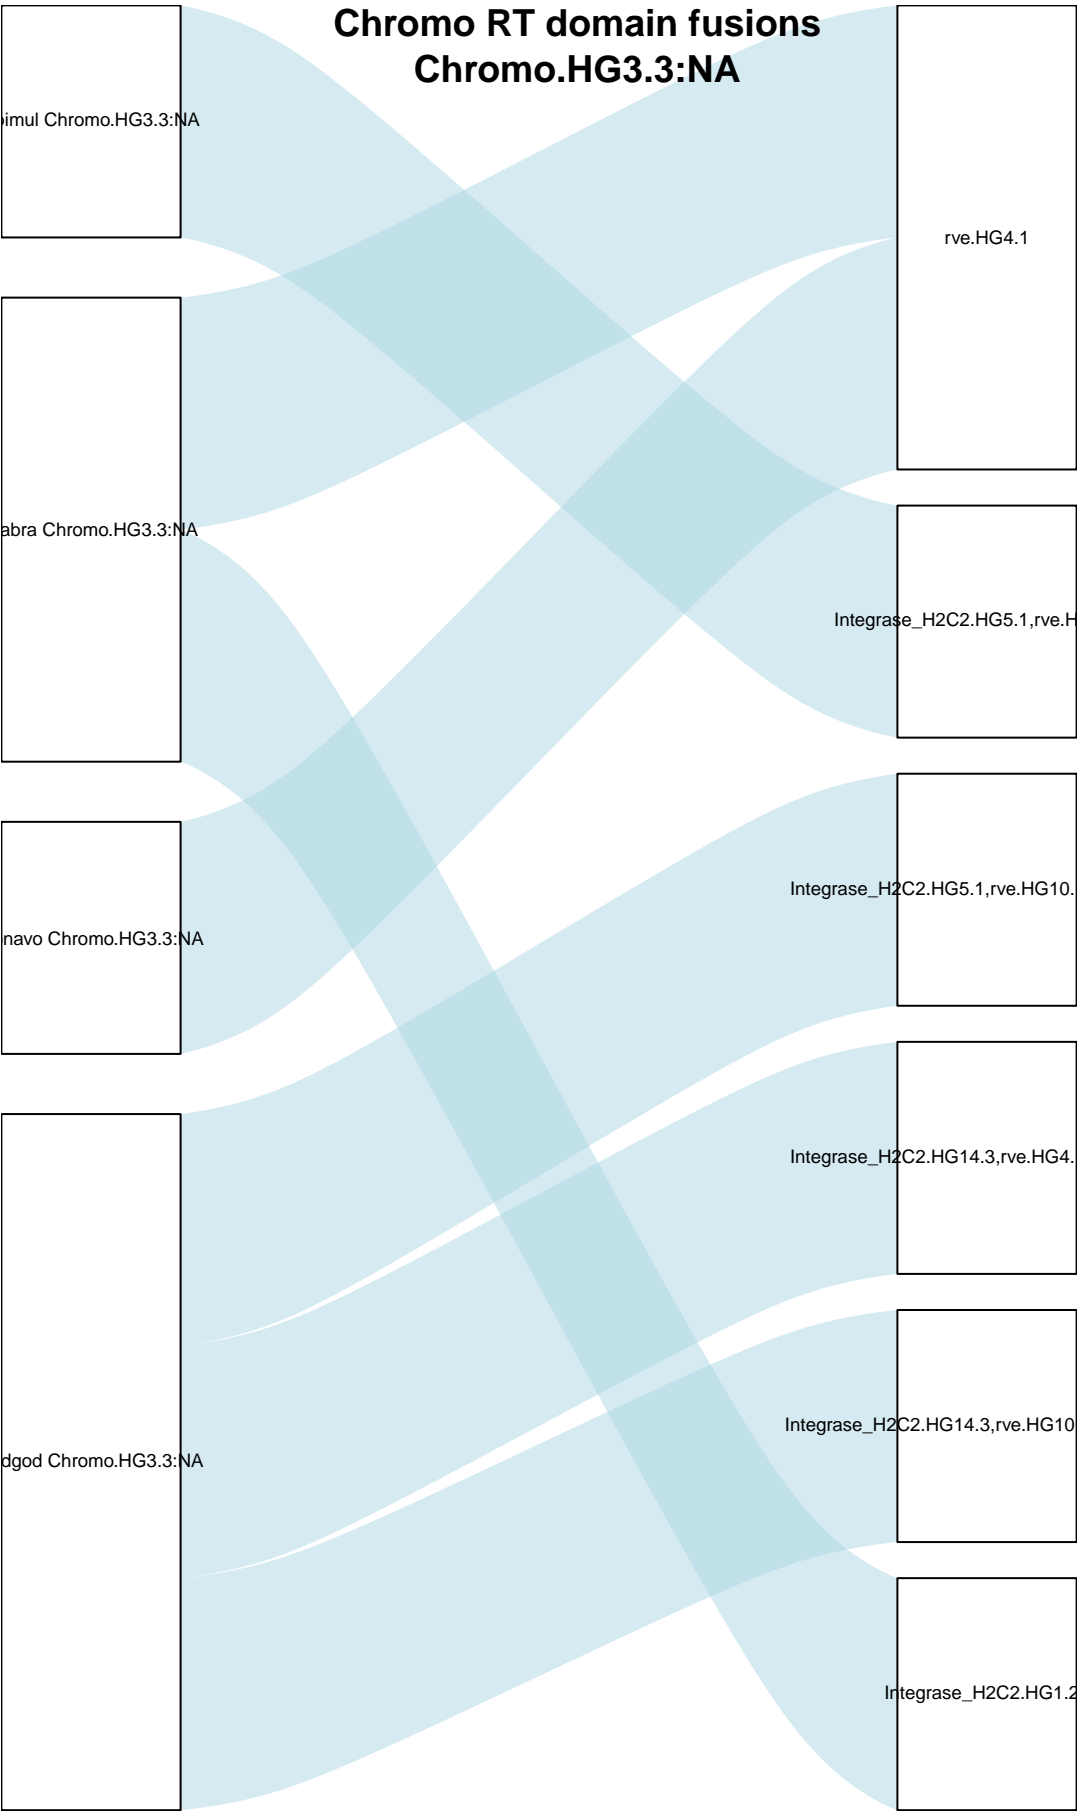 Chromo RT domain fusions
Chromo.HG3.3:NA
imul Chromo.HG3.3:NA
rve.HG4.1
abra Chromo.HG3.3:NA
Integrase_H2C2.HG5.1,rve.H
Integrase_H2C2.HG5.1,rve.HG10.
navo Chromo.HG3.3:NA
Integrase_H2C2.HG14.3,rve.HG4.
Integrase_H2C2.HG14.3,rve.HG10
dgod Chromo.HG3.3:NA
Integrase_H2C2.HG1.2